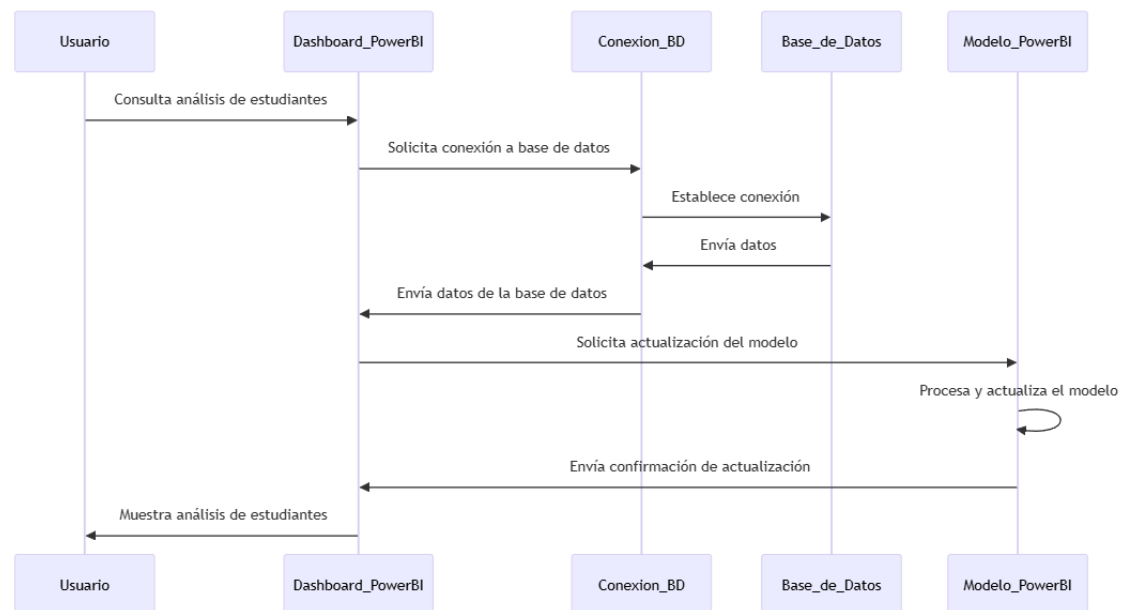 Usuario
Dashboard_PowerBI
Conexion_BD
Base_de_Datos
Modelo_PowerBI
Consulta análisis de estudiantes
Solicita conexión a base de datos
Establece conexión
Envía datos
Envía datos de la base de datos
Solicita actualización del modelo
Procesa y actualiza el modelo
Envía confirmación de actualización
Muestra análisis de estudiantes
Usuario
Dashboard_PowerBI
Conexion_BD
Base_de_Datos
Modelo_PowerBI